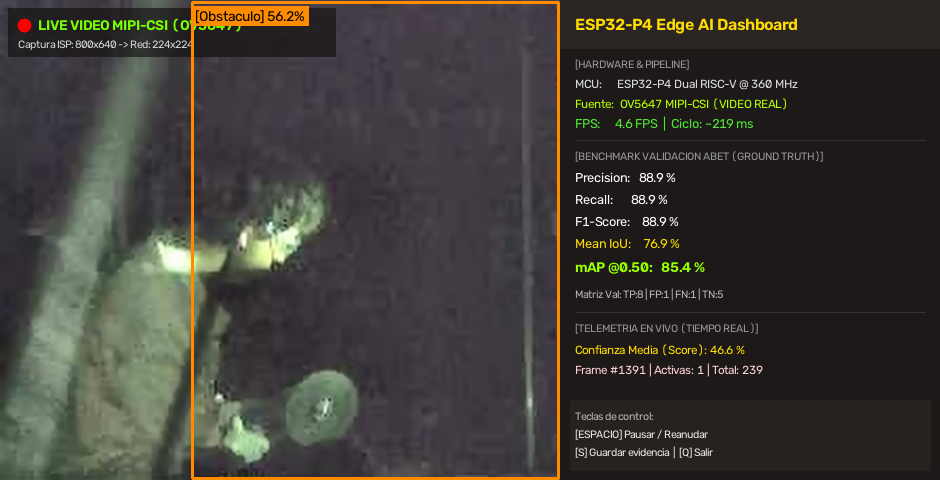 [Obstaculo] 56.2%
LIVE VIDEO MIPI-CSI (OV5647)
Captura ISP: 800x640 -> Red: 224x224
ESP32-P4 Edge AI Dashboard
[HARDWARE & PIPELINE]
MCU: ESP32-P4 Dual RISC-V @ 360 MHz
Fuente: OV5647 MIPI-CSI (VIDEO REAL)
FPS: 4.6 FPS | Ciclo: ~219 ms
[BENCHMARK VALIDACION ABET (GROUND TRUTH)]
Precision: 88.9 %
Recall: 88.9 %
F1-Score: 88.9 %
Mean IoU: 76.9 %
mAP @0.50: 85.4 %
Matriz Val: TP:8 | FP:1 | FN:1 | TN:5
[TELEMETRIA EN VIVO (TIEMPO REAL)]
Confianza Media (Score): 46.6 %
Frame #1391 | Activas: 1 | Total: 239
Teclas de control:
[ESPACIO] Pausar / Reanudar
[S] Guardar evidencia | [Q] Salir